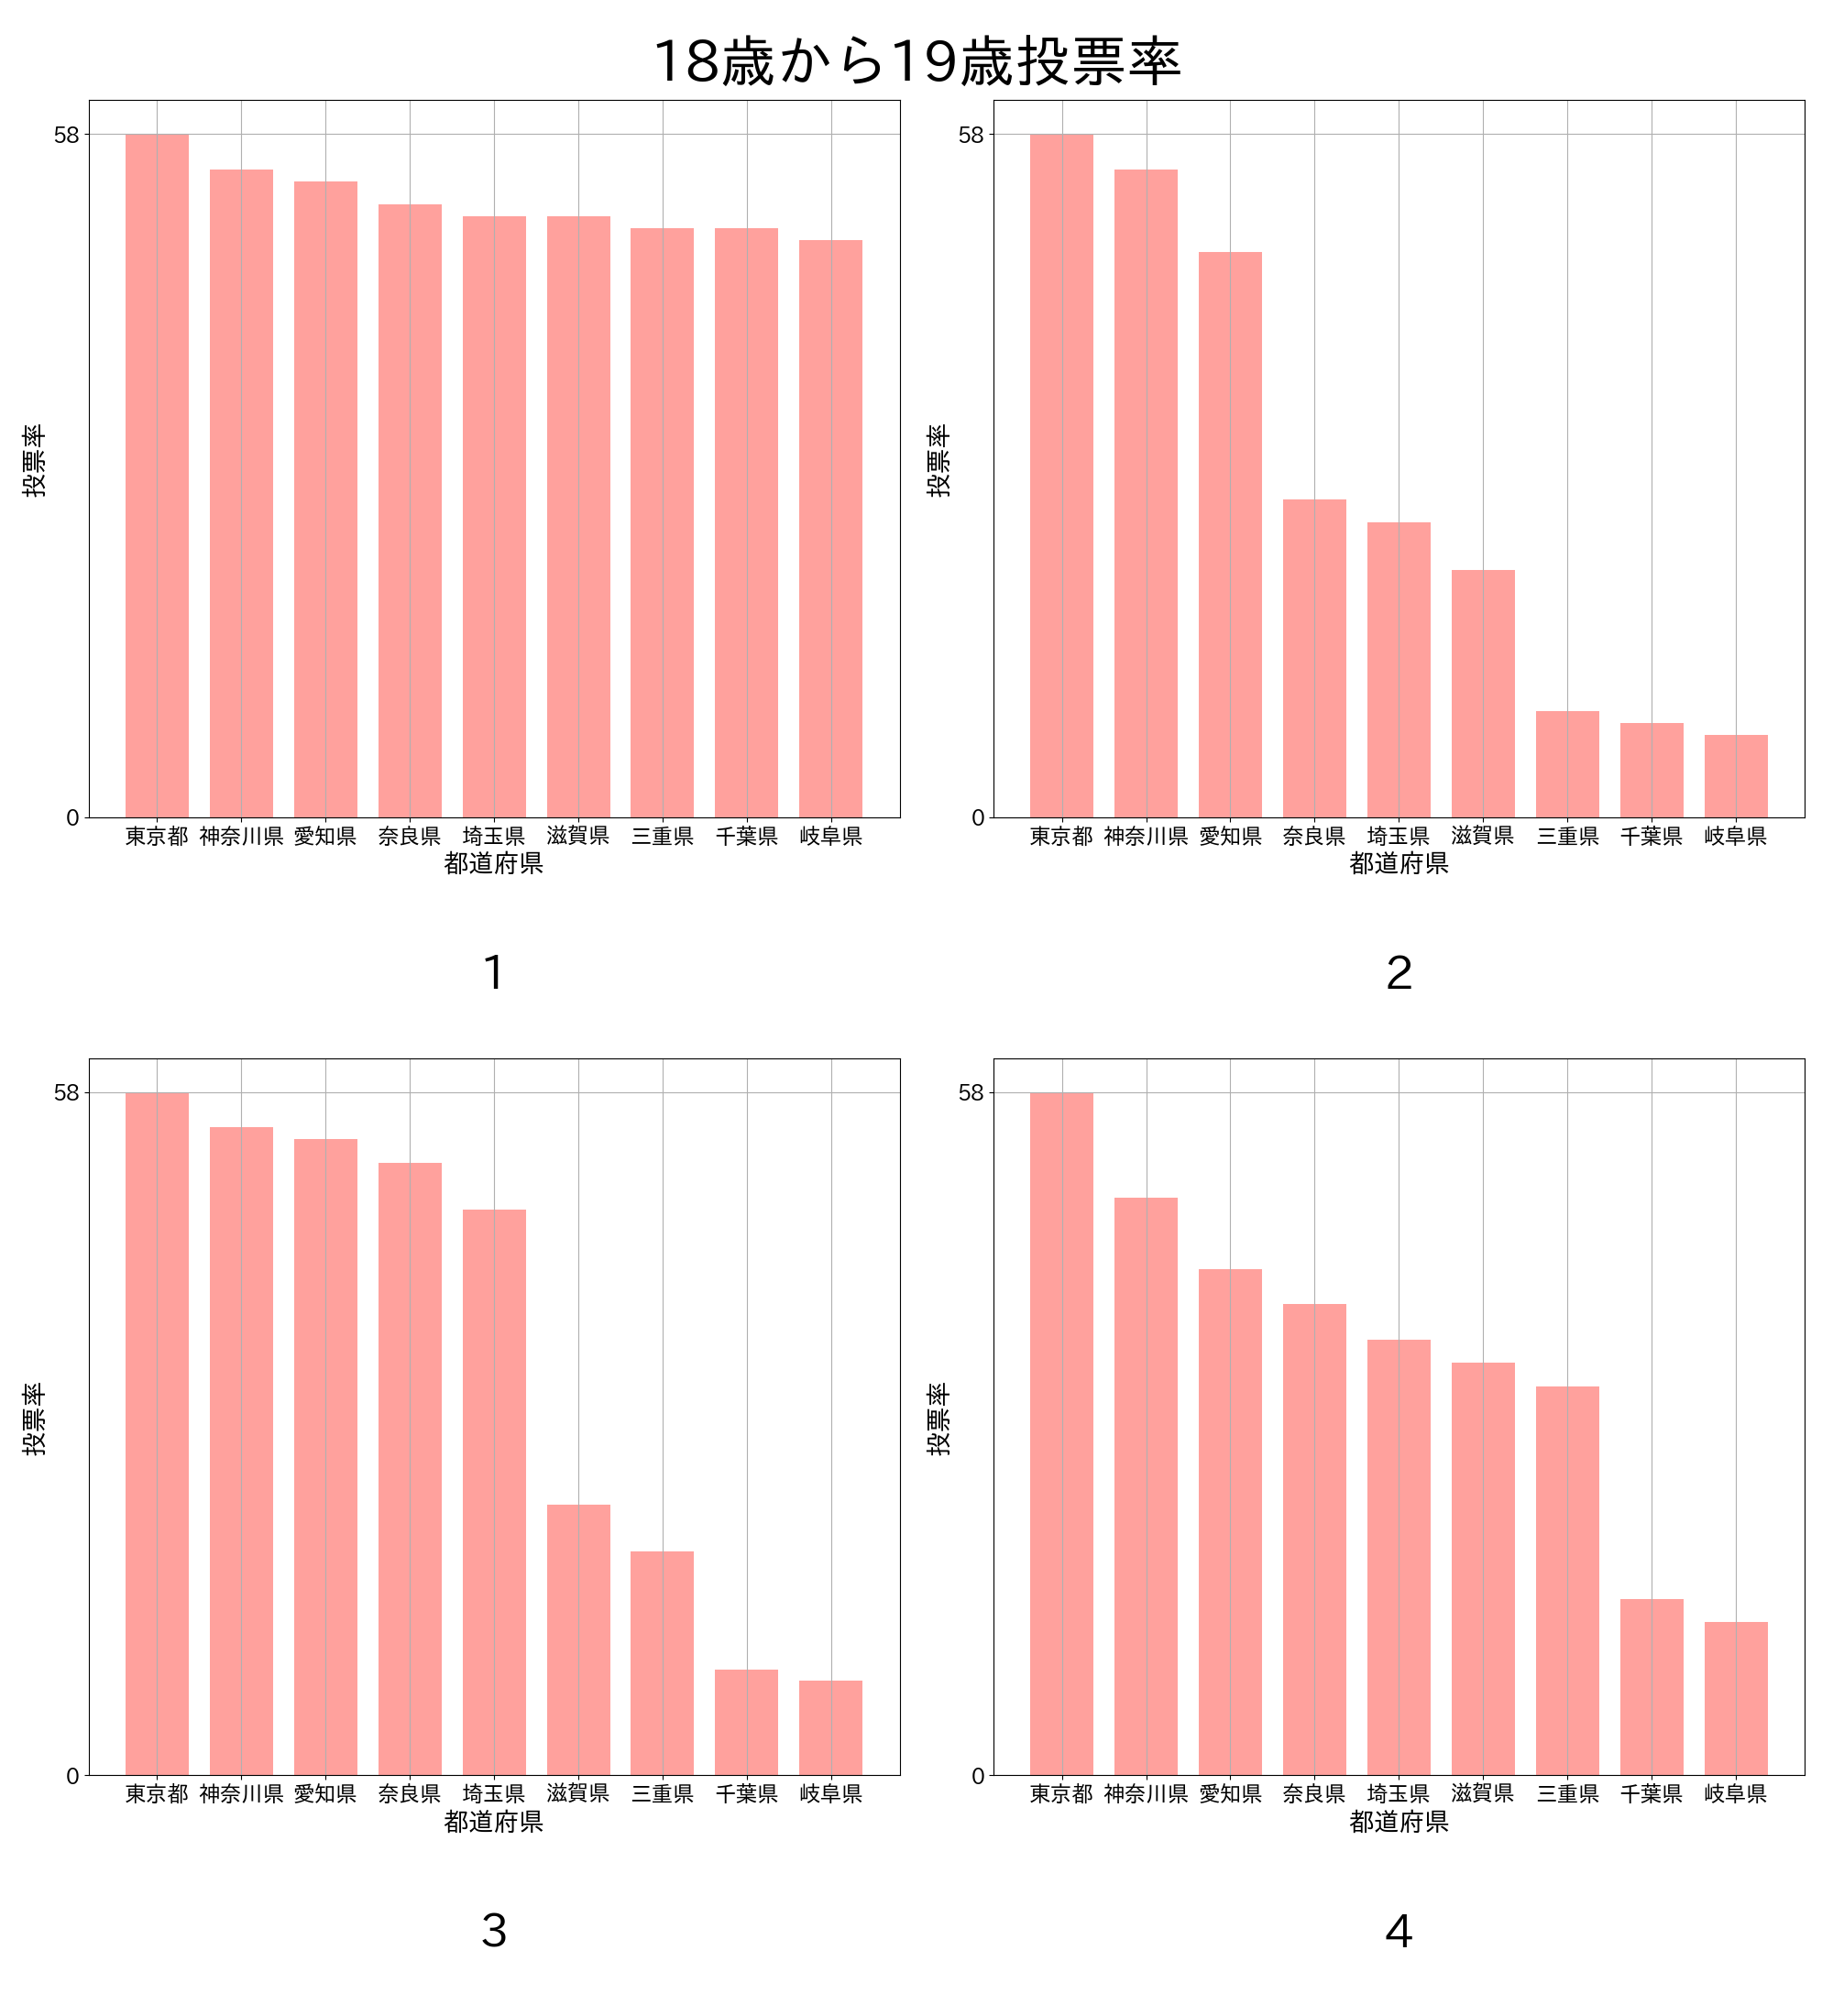 18歳から19歳投票率
58
0
投票率
東京都 神奈川県 愛知県 奈良県 埼玉県 滋賀県 三重県 千葉県 岐阜県
都道府県
1
58
0
投票率
東京都 神奈川県 愛知県 奈良県 埼玉県 滋賀県 三重県 千葉県 岐阜県
都道府県
2
58
0
投票率
東京都 神奈川県 愛知県 奈良県 埼玉県 滋賀県 三重県 千葉県 岐阜県
都道府県
3
58
0
投票率
東京都 神奈川県 愛知県 奈良県 埼玉県 滋賀県 三重県 千葉県 岐阜県
都道府県
4